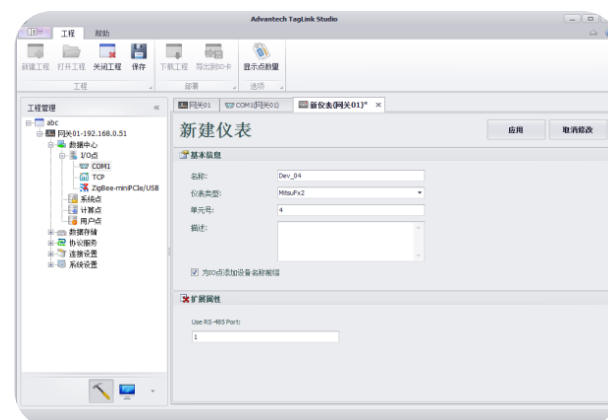 Advantech TagLink Studio
工程 帮助
新建工程 打开工程 关闭工程 保存 下载工程 导出到SD卡 显示点数量
工程 部署 选项
工程管理 网关01 COM1(网关01) 新仪表(网关01)*
abc
网关01-192.168.0.51
数据中心
I/O点
COM1
TCP
ZigBee-miniPCIe/USB
系统点
计算点
用户点
数据存储
协议服务
连接设置
系统设置
新建仪表 应用 取消修改
基本信息
名称: Dev_04
仪表类型: MitsuFx2
单元号: 4
描述:
为IO点添加设备名称前缀
扩展属性
Use RS-485 Port:
1